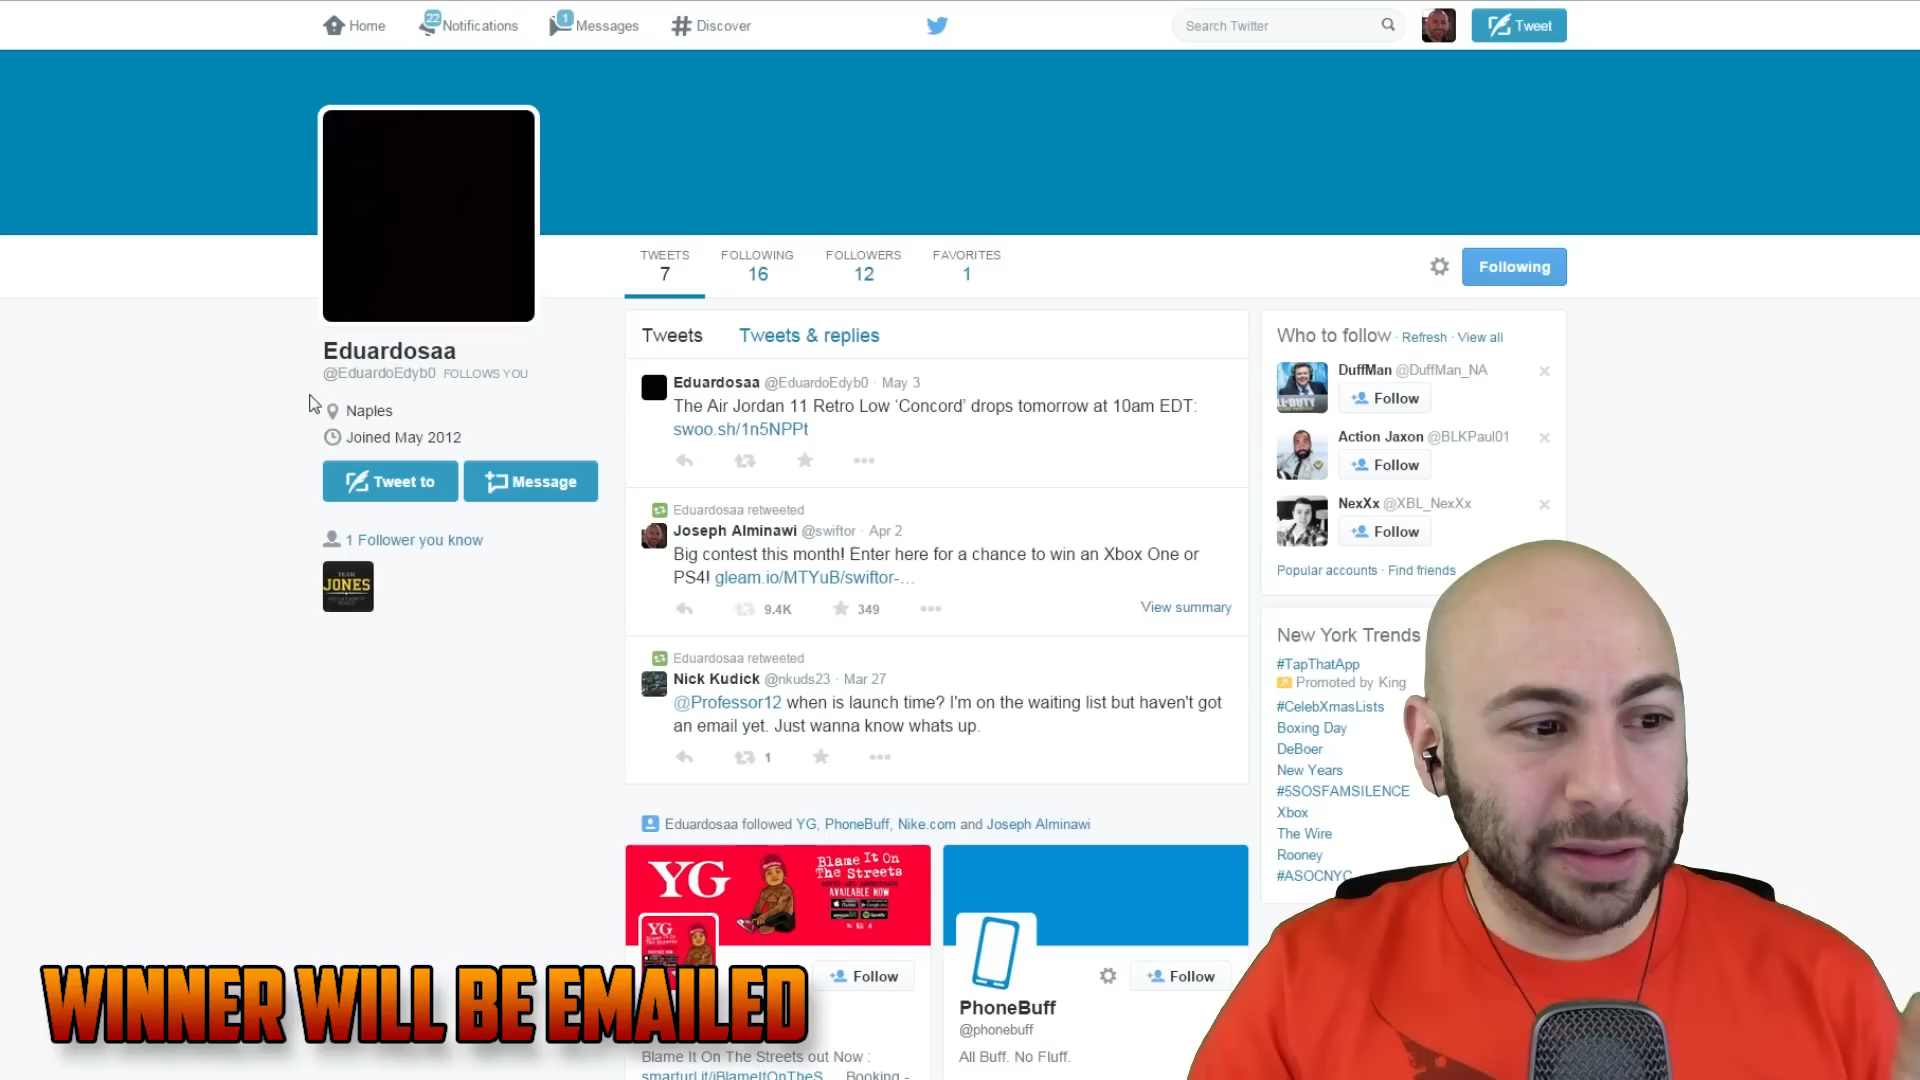 Home
22
Notifications
1
Messages
Discover
Search Twitter
Tweet
TWEETS
7
FOLLOWING
16
FOLLOWERS
12
FAVORITES
1
Following
Eduardosaa
@EduardoEdyb0 FOLLOWS YOU
Naples
Joined May 2012
Tweet to
Message
1 Follower you know
TEAM
JONES
Tweets
Tweets & replies
Eduardosaa @EduardoEdyb0 · May 3
The Air Jordan 11 Retro Low ‘Concord’ drops tomorrow at 10am EDT:
swoo.sh/1n5NPPt
Eduardosaa retweeted
Joseph Alminawi @swiftor · Apr 2
Big contest this month! Enter here for a chance to win an Xbox One or
PS4! gleam.io/MTYuB/swiftor-...
9.4K
349
View summary
Eduardosaa retweeted
Nick Kudick @nkuds23 · Mar 27
@Professor12 when is launch time? I'm on the waiting list but haven't got
an email yet. Just wanna know whats up.
1
Eduardosaa followed YG, PhoneBuff, Nike.com and Joseph Alminawi
YG
Blame It On
The Streets
AVAILABLE NOW
YG
Follow
Blame It On The Streets out Now :
Booking -
Follow
PhoneBuff
@phonebuff
All Buff. No Fluff.
Who to follow · Refresh · View all
DuffMan @DuffMan_NA
Follow
Action Jaxon @BLKPaul01
Follow
NexXx @XBL_NexXx
Follow
Popular accounts · Find friends
New York Trends
#TapThatApp
Promoted by King
#CelebXmasLists
Boxing Day
DeBoer
New Years
#5SOSFAMSILENCE
Xbox
The Wire
Rooney
#ASOCNYC
WINNER WILL BE EMAILED